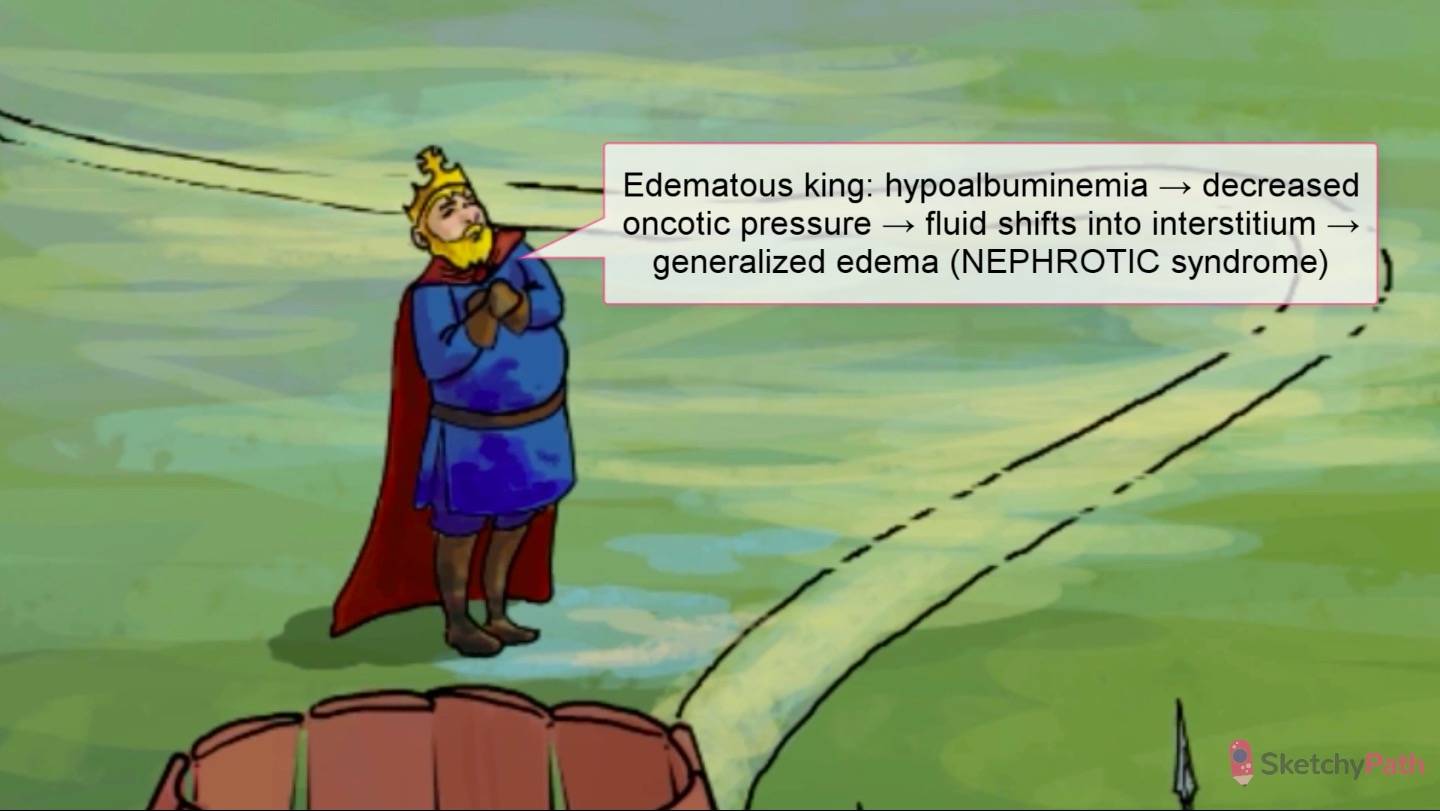 Edematous king: hypoalbuminemia → decreased
oncotic pressure → fluid shifts into interstitium →
generalized edema (NEPHROTIC syndrome)
SketchyPath